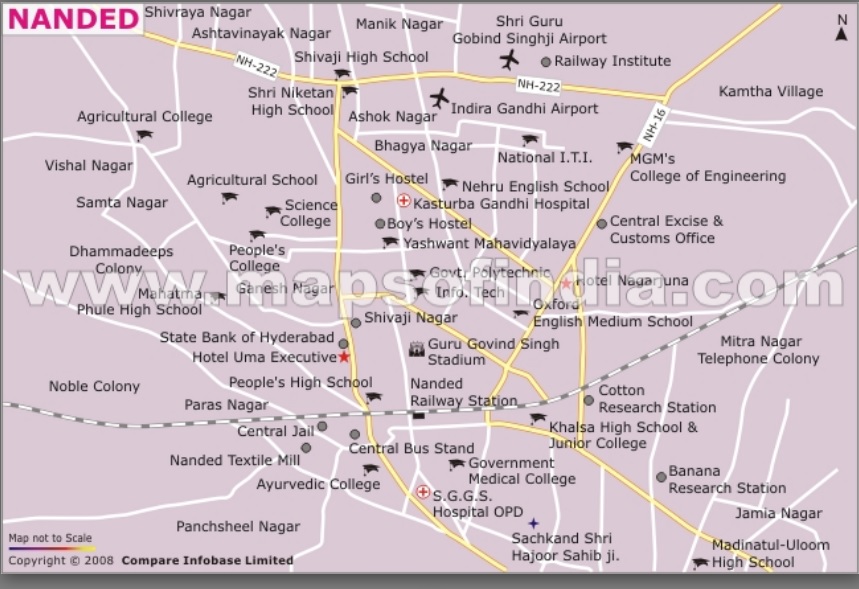 NANDED
Shivraya Nagar
Ashtavinayak Nagar
Manik Nagar
Shri Guru
Gobind Singhji Airport
N
Shivaji High School
Railway Institute
NH-222
NH-222
Shri Niketan
High School
Ashok Nagar
Indira Gandhi Airport
Kamtha Village
NH-16
Agricultural College
Bhagya Nagar
National I.T.I.
MGM's
College of Engineering
Vishal Nagar
Agricultural School
Girl's Hostel
Nehru English School
Samta Nagar
Science
College
Kasturba Gandhi Hospital
Boy's Hostel
Central Excise &
Customs Office
Dhammadeeps
Colony
People's
College
Yashwant Mahavidyalaya
Govt. Polytechnic
Info. Tech
Hotel Nagarjuna
www.mapsofindia.com
Mahatma
Phule High School
Ganesh Nagar
Oxford
English Medium School
Shivaji Nagar
State Bank of Hyderabad
Hotel Uma Executive
Guru Govind Singh
Stadium
Mitra Nagar
Telephone Colony
Noble Colony
People's High School
Nanded
Railway Station
Paras Nagar
Cotton
Research Station
Central Jail
Khalsa High School &
Junior College
Nanded Textile Mill
Central Bus Stand
Ayurvedic College
Government
Medical College
Banana
Research Station
S.G.G.S.
Hospital OPD
Jamia Nagar
Panchsheel Nagar
Sachkand Shri
Hajoor Sahib ji.
Madinatul-Uloom
High School
Map not to Scale
Copyright © 2008 Compare Infobase Limited